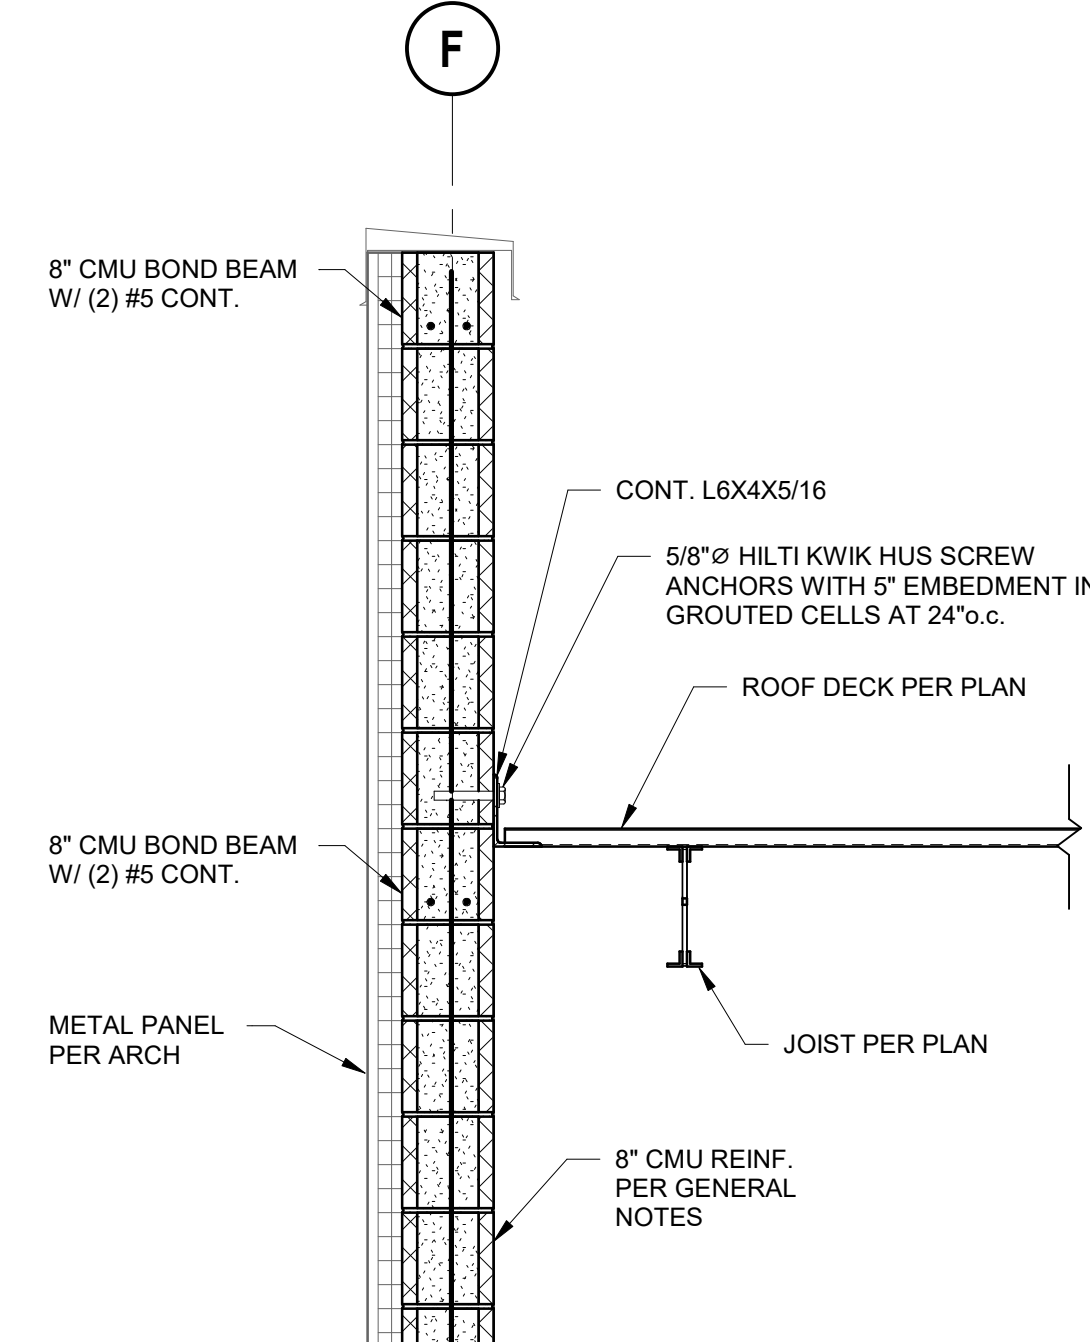 F
8" CMU BOND BEAM
W/ (2) #5 CONT.
CONT. L6X4X5/16
5/8"Ø HILTI KWIK HUS SCREW
ANCHORS WITH 5" EMBEDMENT IN
GROUTED CELLS AT 24"o.c.
ROOF DECK PER PLAN
8" CMU BOND BEAM
W/ (2) #5 CONT.
METAL PANEL
PER ARCH
JOIST PER PLAN
8" CMU REINF.
PER GENERAL
NOTES